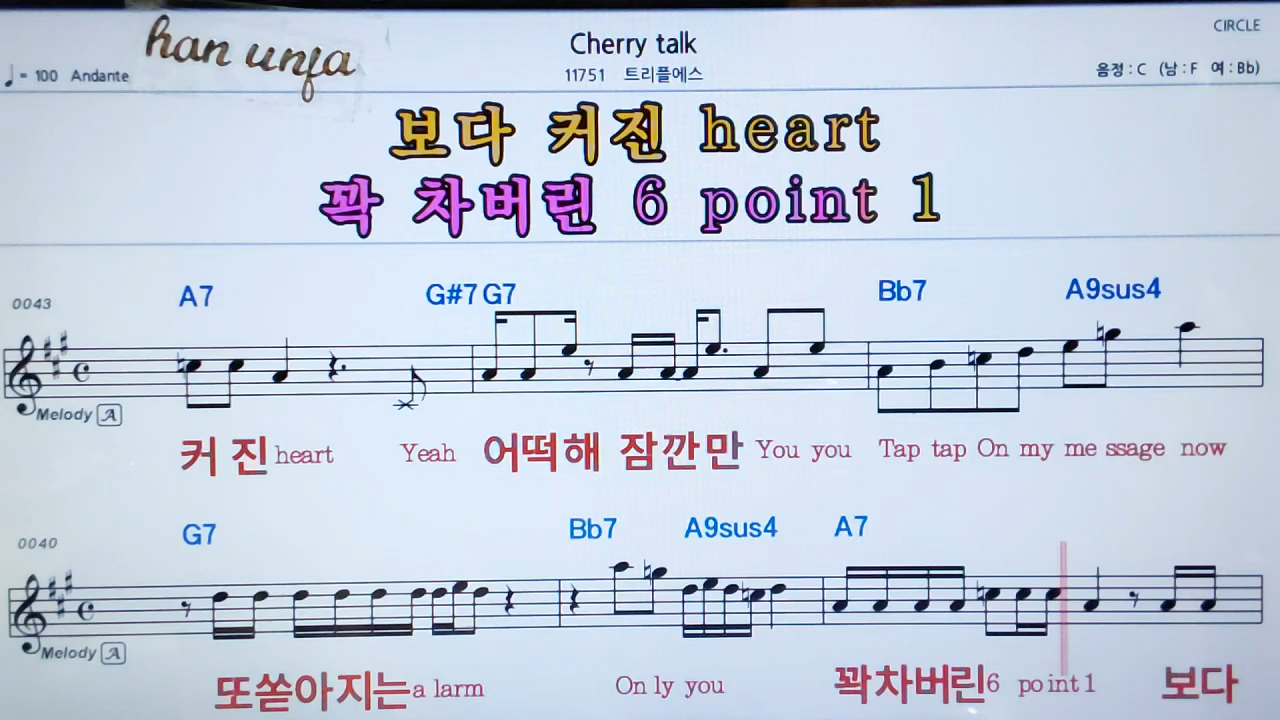 han unja
Cherry talk
CIRCLE
♩= 100 Andante
11751 트리플에스
음정 : C (남 : F 여 : Bb)
보다 커진 heart
꽉 차버린 6 point 1
0043
A7 G#7 G7 Bb7 A9sus4
Melody A
커 진 heart Yeah 어떡해 잠깐만 You you Tap tap On my me ssage now
0040
G7 Bb7 A9sus4 A7
Melody A
또쏟아지는 a larm On ly you 꽉차버린 6 point 1 보다